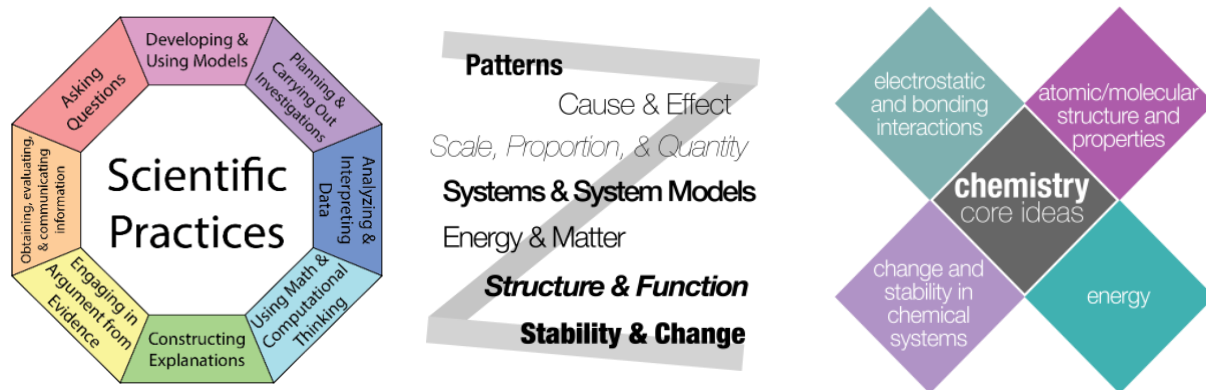 Developing &
Using Models
Planning &
Carrying Out
Investigations
Analyzing &
Interpreting
Data
Using Math &
Computational
Thinking
Constructing
Explanations
Engaging in
Argument from
Evidence
Obtaining, evaluating,
& communicating
information
Asking
Questions
Scientific
Practices
Patterns
Cause & Effect
Scale, Proportion, & Quantity
Systems & System Models
Energy & Matter
Structure & Function
Stability & Change
electrostatic
and bonding
interactions
atomic/molecular
structure and
properties
chemistry
core ideas
change and
stability in
chemical
systems
energy